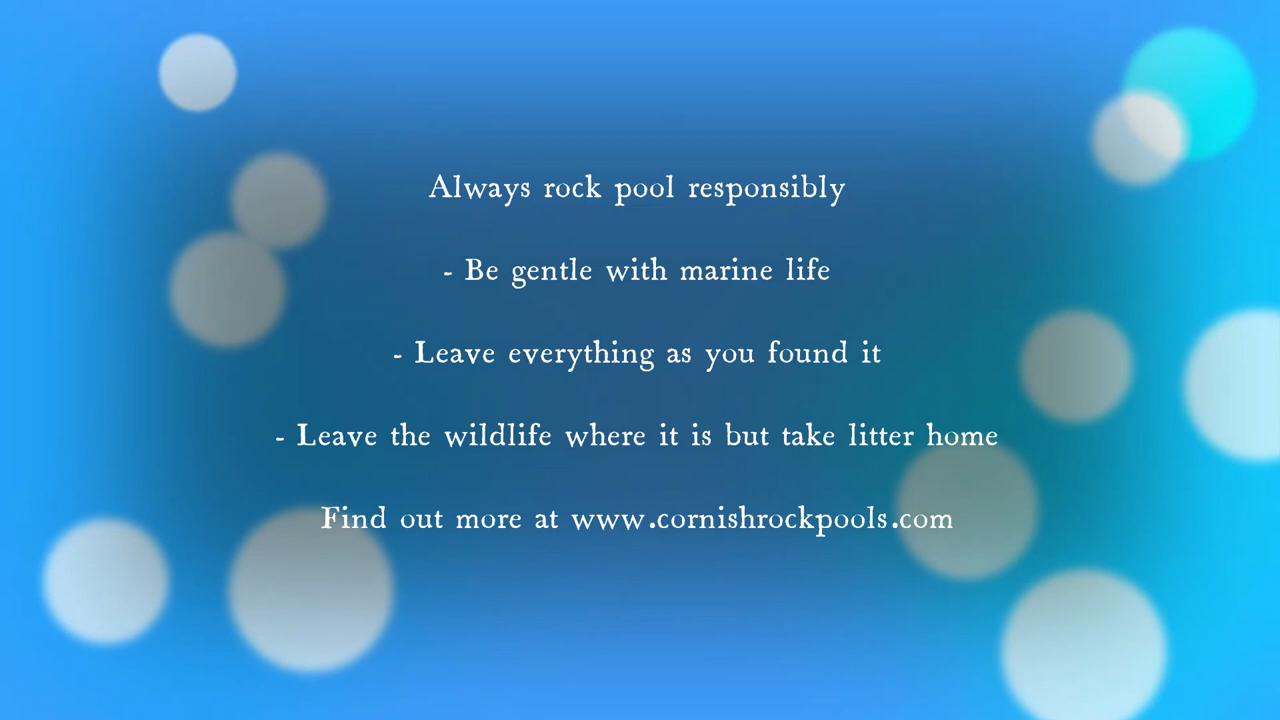 Always rock pool responsibly
- Be gentle with marine life
- Leave everything as you found it
- Leave the wildlife where it is but take litter home
Find out more at www.cornishrockpools.com